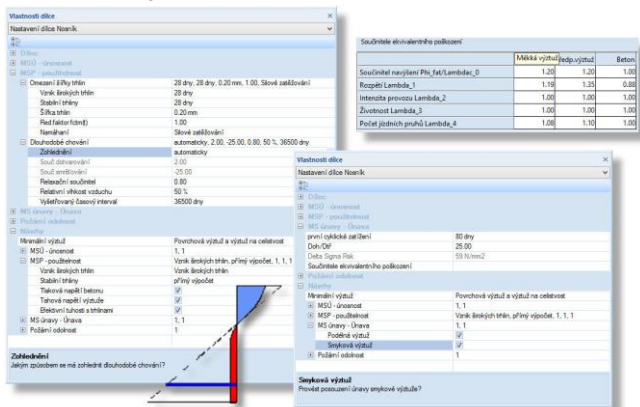 Vlastnosti dílce
Nastavení dílce Nosník
Dílec
MSÚ - únosnost
MSP - použitelnost
Omezení šířky trhlin 28 dny, 28 dny, 0.20 mm, 1.00, Silové zatěžování
Vznik širokých trhlin 28 dny
Stabilní trhliny 28 dny
Šířka trhlin 0.20 mm
Red.faktor fctm(t) 1.00
Namáhání Silové zatěžování
Dlouhodobé chování automaticky, 2.00, -25.00, 0.80, 50 %, 36500 dny
Zohlednění automaticky
Souč.dotvarování 2.00
Souč.smršťování -25.00
Relaxační součinitel 0.80
Relativní vlhkost vzduchu 50 %
Vyšetřovaný časový interval 36500 dny
MS únavy - Únava
Požární odolnost
Návrhy
Minimální výztuž Povrchová výztuž a výztuž na celistvost
MSÚ - únosnost 1
MSP - použitelnost Vznik širokých trhlin, přímý výpočet, 1, 1, 1
Vznik širokých trhlin Vznik širokých trhlin
Stabilní trhliny přímý výpočet
Tlaková napětí betonu
Tahová napětí výztuže
Efektivní tuhosti s trhlinami
MS únavy - Únava 1, 1
Požární odolnost 1
Zohlednění
Jakým způsobem se má zohlednit dlouhodobé chování?
Součinitele ekvivalentního poškození
Měkká výztuž Předp.výztuž Beton
Součinitel navýšení Phi_fat/Lambdac_0 1.20 1.20 1.00
Rozpětí Lambda_1 1.19 1.35 0.88
Intenzita provozu Lambda_2 1.00 1.00 1.00
Životnost Lambda_3 1.00 1.00 1.00
Počet jízdních pruhů Lambda_4 1.08 1.10 1.00
Vlastnosti dílce
Nastavení dílce Nosník
Dílec
MSÚ - únosnost
MSP - použitelnost
MS únavy - Únava
první cyklické zatížení 80 dny
Doh/Dtř 25.00
Delta Sigma Rsk 59 N/mm2
Součinitele ekvivalentního poškození
Požární odolnost
Návrhy
Minimální výztuž Povrchová výztuž a výztuž na celistvost
MSÚ - únosnost 1
MSP - použitelnost Vznik širokých trhlin, přímý výpočet, 1, 1, 1
MS únavy - Únava 1, 1
Podélná výztuž
Smyková výztuž
Požární odolnost 1
Smyková výztuž
Provést posouzení únavy smykové výztuže?